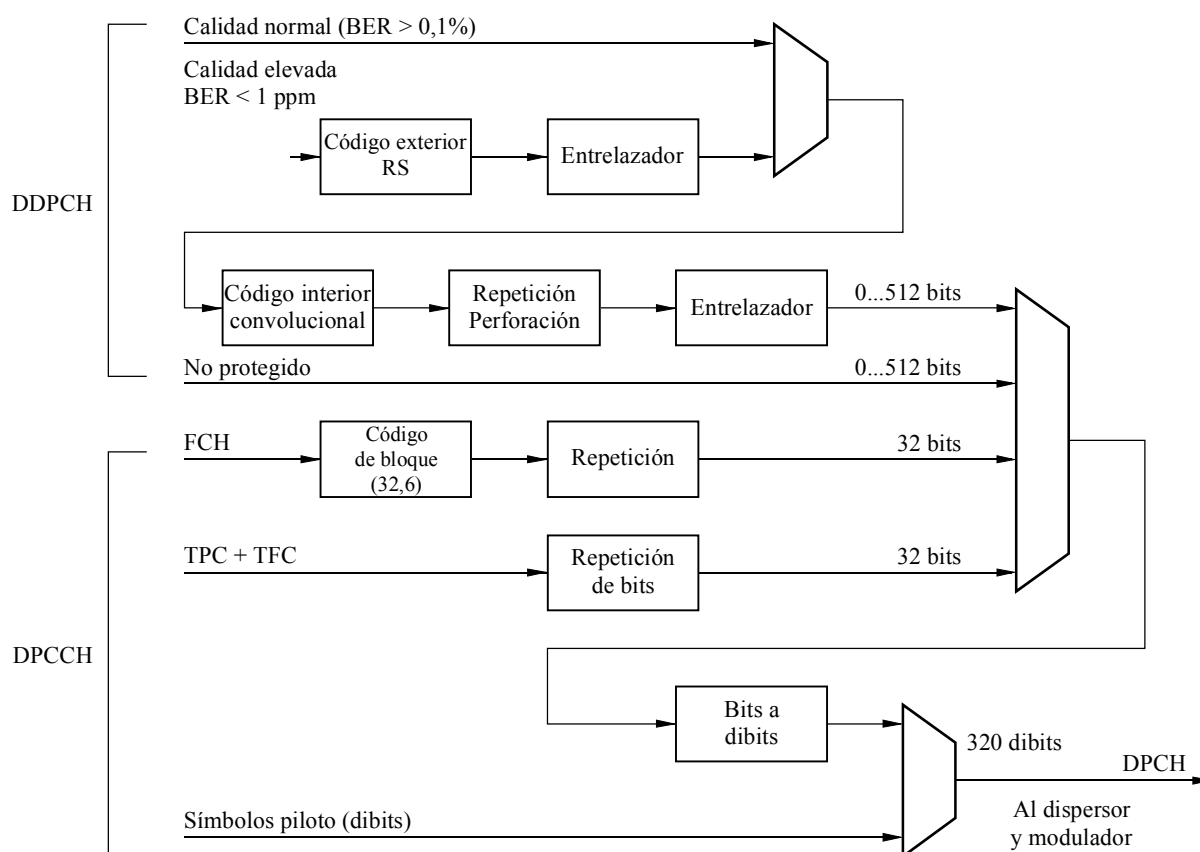 Calidad normal (BER > 0,1%)
Calidad elevada
BER < 1 ppm
Código exterior
RS
Entrelazador
DDPCH
Código interior
convolucional
Repetición
Perforación
Entrelazador
0...512 bits
No protegido
0...512 bits
FCH
Código
de bloque
(32,6)
Repetición
32 bits
TPC + TFC
Repetición
de bits
32 bits
DPCCH
Bits a
dibits
320 dibits
DPCH
Símbolos piloto (dibits)
Al dispersor
y modulador